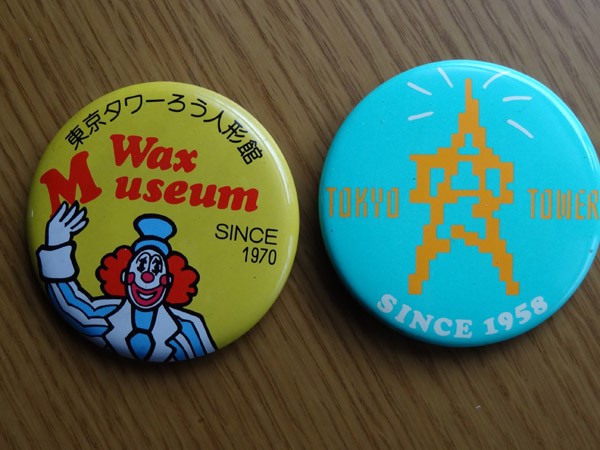 東京タワーろう人形館
Wax
Museum
SINCE
1970
TOKYO TOWER
SINCE 1958